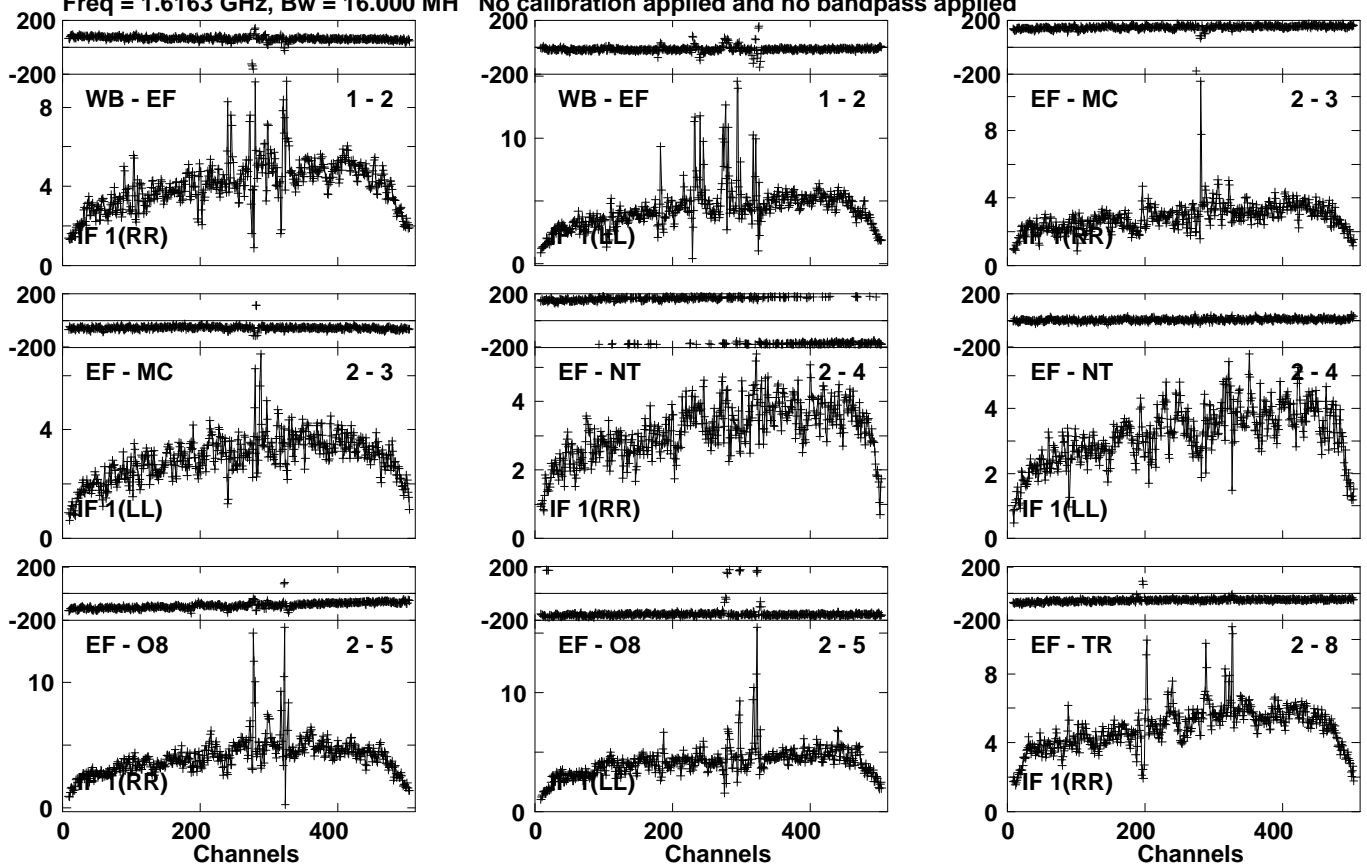 Freq = 1.6163 GHz, Bw = 16.000 MH No calibration applied and no bandpass applied
200
-200
WB - EF 1 - 2
8
4
0
IF 1(RR)
200
-200
WB - EF 1 - 2
10
0
IF 1(LL)
200
-200
EF - MC 2 - 3
8
4
0
IF 1(RR)
200
-200
EF - MC 2 - 3
4
0
IF 1(LL)
200
-200
EF - NT 2 - 4
4
2
0
IF 1(RR)
200
-200
EF - NT 2 - 4
4
2
0
IF 1(LL)
200
-200
EF - O8 2 - 5
10
0
IF 1(RR)
0 200 400
Channels
200
-200
EF - O8 2 - 5
10
0
IF 1(LL)
0 200 400
Channels
200
-200
EF - TR 2 - 8
8
4
0
IF 1(RR)
0 200 400
Channels